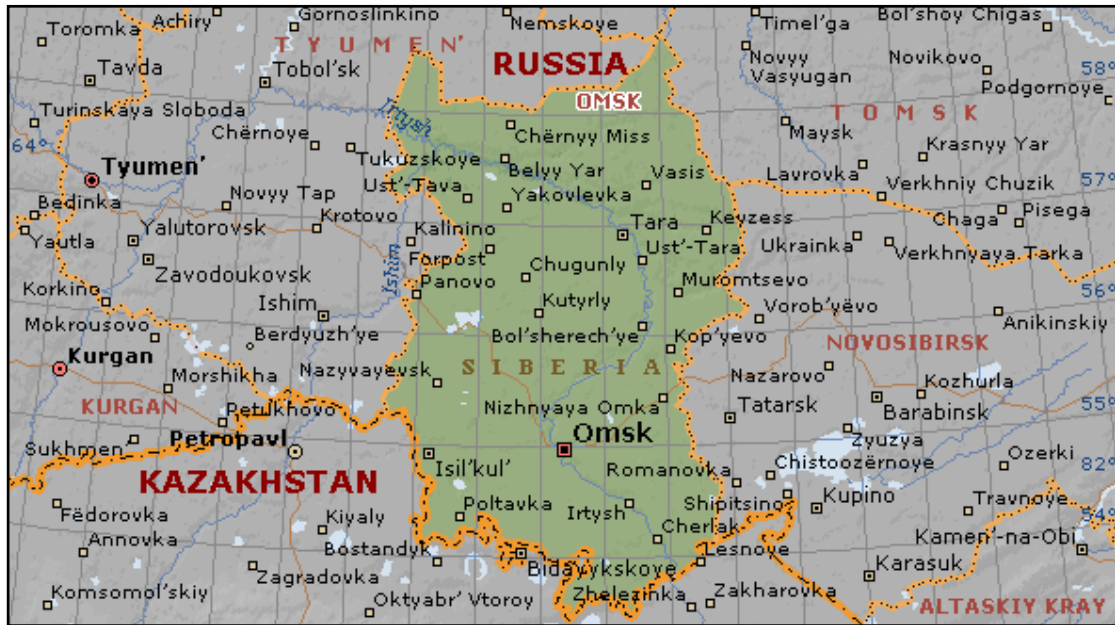 Achiry
Gornoslinkino
Nemskoye
Timel'ga
Bol'shoy Chigas
Toromka
TYUMEN'
RUSSIA
Novyy
Vasyugan
Novikovo
58°
Tavda
Tobol'sk
OMSK
Podgornoye
Turinskaya Sloboda
Irtysh
TOMSK
Chërnoye
Chërnyy Miss
Maysk
Krasnyy Yar
64°
Tyumen'
Tukuzskoye
Belyy Yar
Vasis
Lavrovka
57°
Ust'-Tava
Yakovlevka
Verkhniy Chuzik
Bedinka
Novyy Tap
Krotovo
Tara
Keyzess
Chaga
Pisega
Yautla
Yalutorovsk
Kalinino
Ust'-Tara
Ukrainka
Verkhnyaya Tarka
Forpost
Zavodoukovsk
Ishim
Panovo
Chugunly
Muromtsevo
56°
Korkino
Ishim
Kutyrly
Vorob'yëvo
Mokrousovo
Berdyuzh'ye
Bol'sherech'ye
Kop'yevo
Anikinskiy
Kurgan
NOVOSIBIRSK
Morshikha
Nazyvayevsk
SIBERIA
Nazarovo
Kozhurla
KURGAN
Petukhovo
Nizhnyaya Omka
Tatarsk
Barabinsk
55°
Sukhmen
Petropavl
Omsk
Zyuzya
KAZAKHSTAN
Isil'kul'
Romanovka
Chistoozërnoye
Ozerki
82°
Fëdorovka
Kiyaly
Poltavka
Irtysh
Shipitsino
Kupino
Travnoye
54°
Annovka
Bostandyk
Cherlak
Kamen'-na-Obi
Zagradovka
Bidayykskoye
Lesnoye
Karasuk
Komsomol'skiy
Oktyabr' Vtoroy
Zhelezinka
Zakharovka
ALTASKIY KRAY